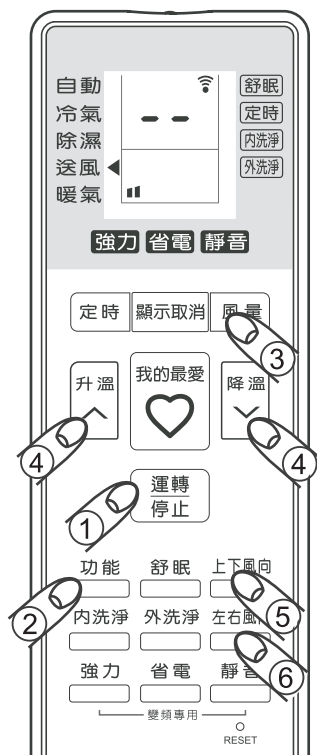 自動 舒眠
冷氣 -- 定時
除濕 內洗淨
送風 外洗淨
暖氣
強力 省電 靜音
定時 顯示取消 風量
③
升溫 我的最愛 降溫
④ ④
運轉
停止
①
功能 舒眠 上下風向
② ⑤
內洗淨 外洗淨 左右風
⑥
強力 省電 靜音
變頻專用
RESET